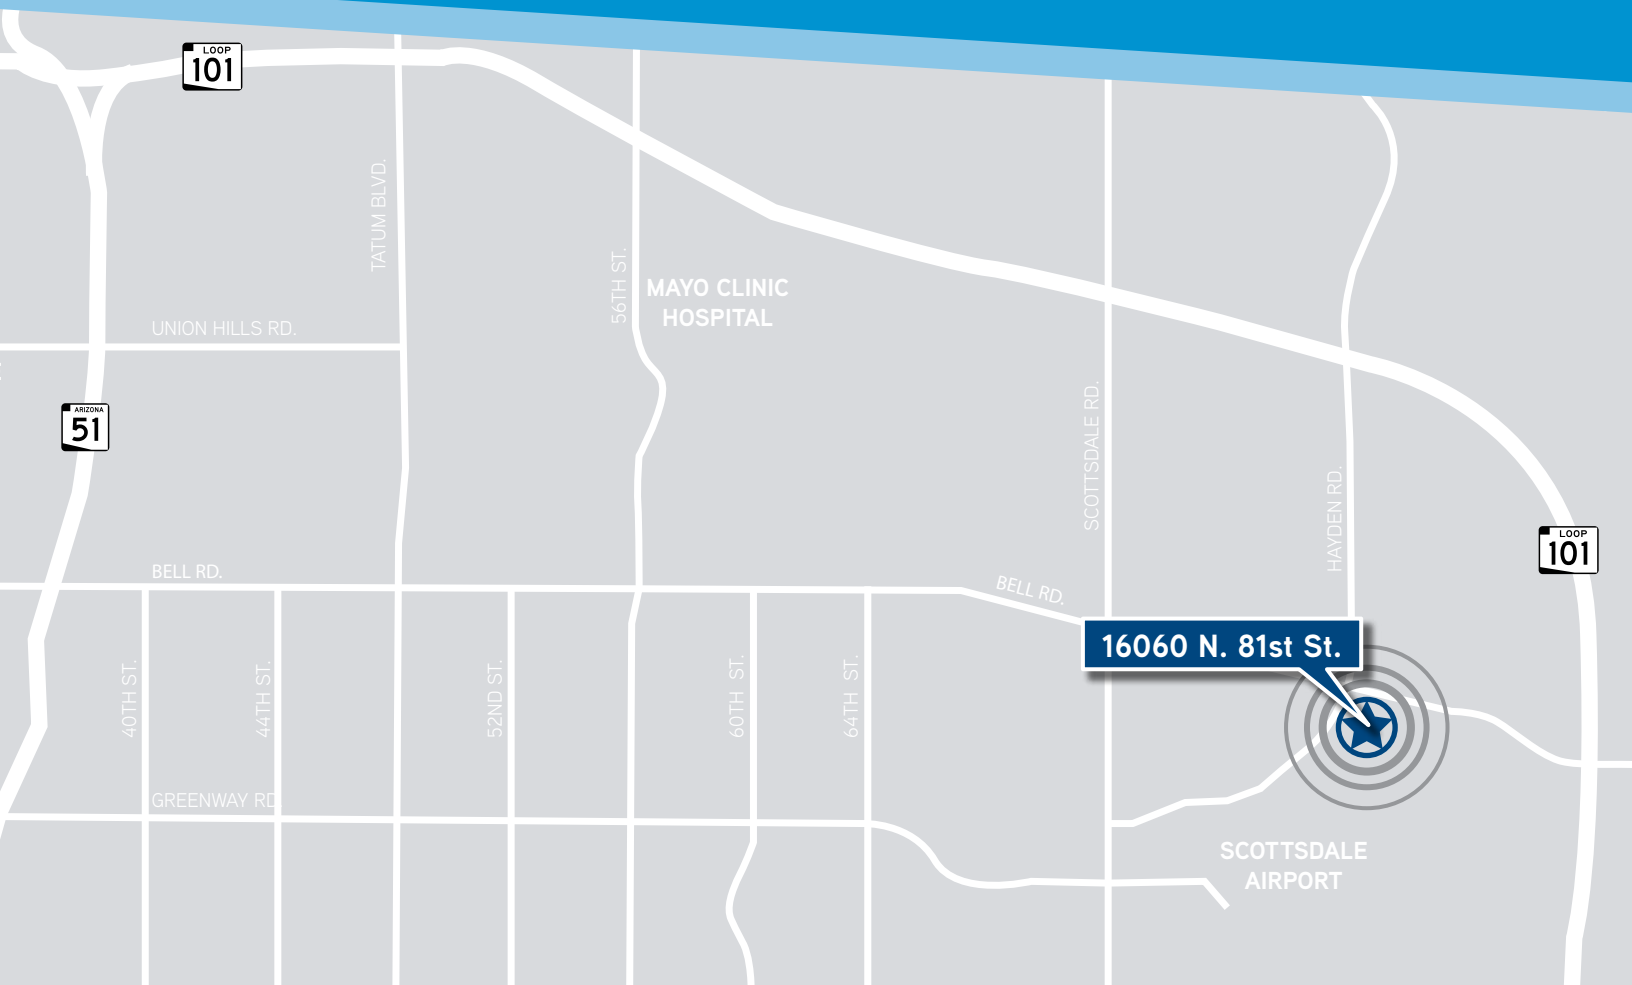 LOOP
101
TATUM BLVD.
56TH ST.
MAYO CLINIC
HOSPITAL
UNION HILLS RD.
ARIZONA
51
SCOTTSDALE RD.
HAYDEN RD.
LOOP
101
BELL RD.
BELL RD.
16060 N. 81st St.
40TH ST.
44TH ST.
52ND ST.
60TH ST.
64TH ST.
GREENWAY RD
SCOTTSDALE
AIRPORT